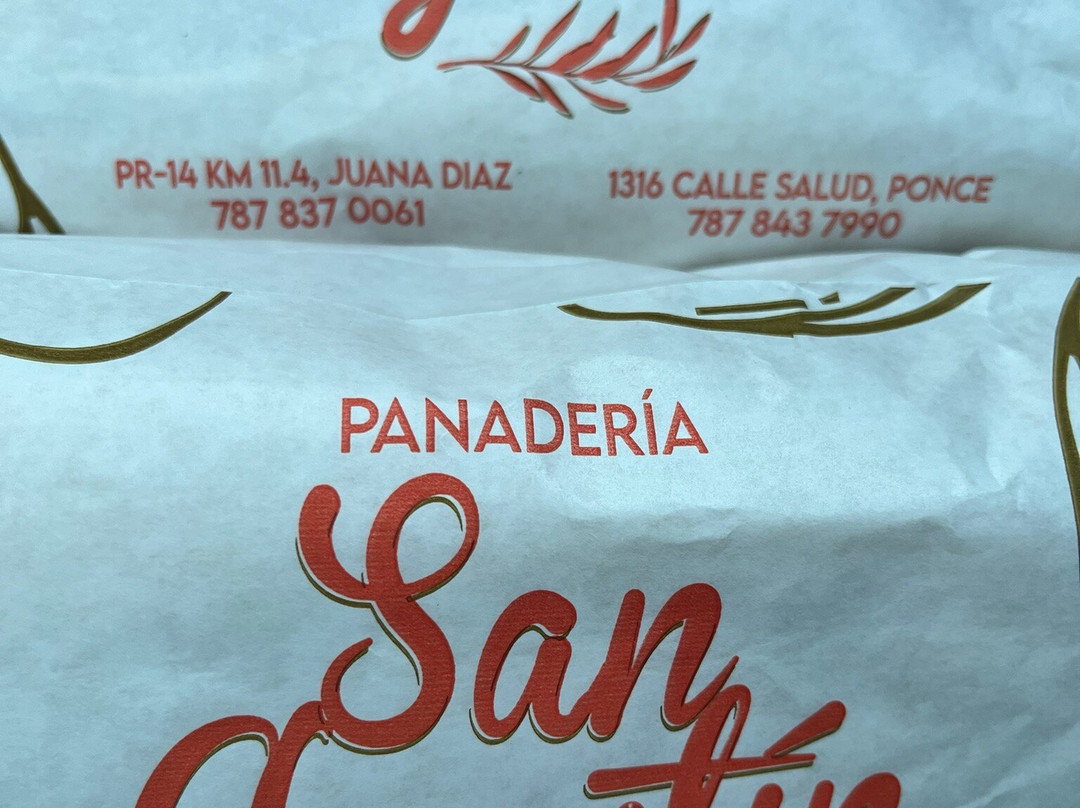 PR-14 KM 11.4, JUANA DIAZ
787 837 0061
1316 CALLE SALUD, PONCE
787 843 7990
PANADERÍA
San